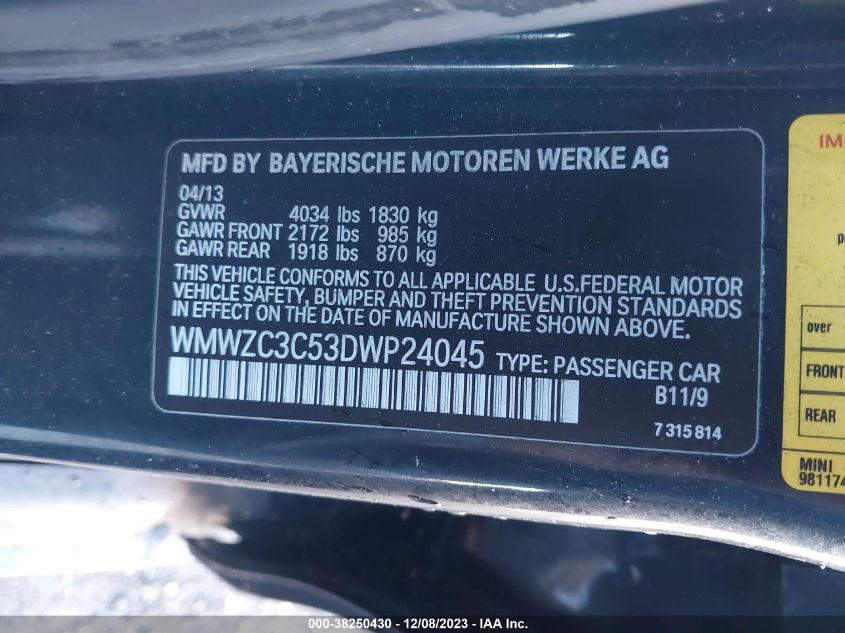 MFD BY BAYERISCHE MOTOREN WERKE AG
04/13
GVWR 4034 lbs 1830 kg
GAWR FRONT 2172 lbs 985 kg
GAWR REAR 1918 lbs 870 kg
THIS VEHICLE CONFORMS TO ALL APPLICABLE U.S.FEDERAL MOTOR
VEHICLE SAFETY, BUMPER AND THEFT PREVENTION STANDARDS
IN EFFECT ON THE DATE OF MANUFACTURE SHOWN ABOVE.
WMWZC3C53DWP24045 TYPE: PASSENGER CAR
B11/9
7 315 814
IM
over
FRONT
REAR
MINI
981174
000-38250430 - 12/08/2023 - IAA Inc.